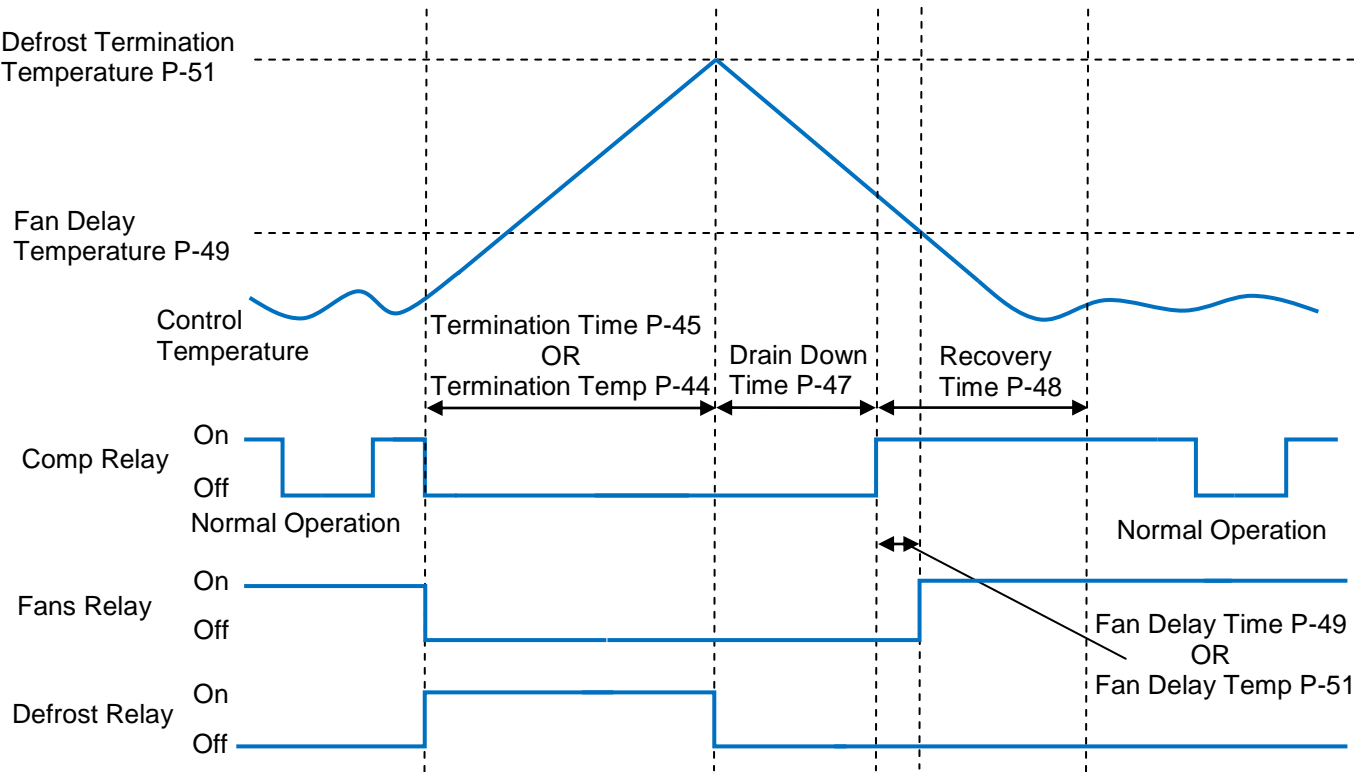 Defrost Termination
Temperature P-51
Fan Delay
Temperature P-49
Control
Temperature
Termination Time P-45
OR
Termination Temp P-44
Drain Down
Time P-47
Recovery
Time P-48
Comp Relay
On
Off
Normal Operation
Normal Operation
Fans Relay
On
Off
Fan Delay Time P-49
OR
Fan Delay Temp P-51
Defrost Relay
On
Off